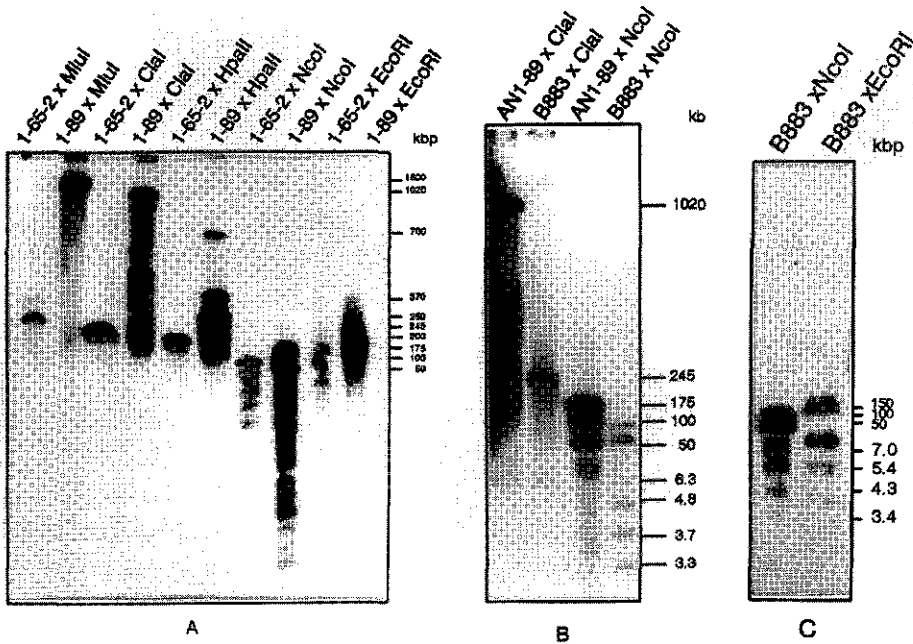 1-65-2 x MluI
1-89 x MluI
1-65-2 x ClaI
1-89 x ClaI
1-65-2 x HpaII
1-89 x HpaII
1-65-2 x NcoI
1-89 x NcoI
1-65-2 x EcoRI
1-89 x EcoRI
kbp
1600
1020
700
370
290
245
200
175
100
50
A
AN1-89 x ClaI
B883 x ClaI
AN1-89 x NcoI
B883 x NcoI
kb
1020
245
175
100
50
6.3
4.8
3.7
3.3
B
B883 xNcoI
B883 xEcoRI
kbp
150
100
50
7.0
5.4
4.3
3.4
C